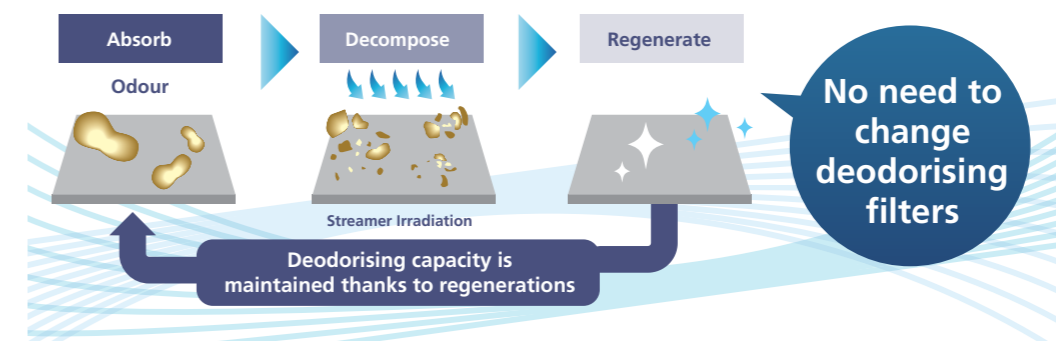 Absorb
Decompose
Regenerate
Odour
No need to
change
deodorising
filters
Streamer Irradiation
Deodorising capacity is
maintained thanks to regenerations